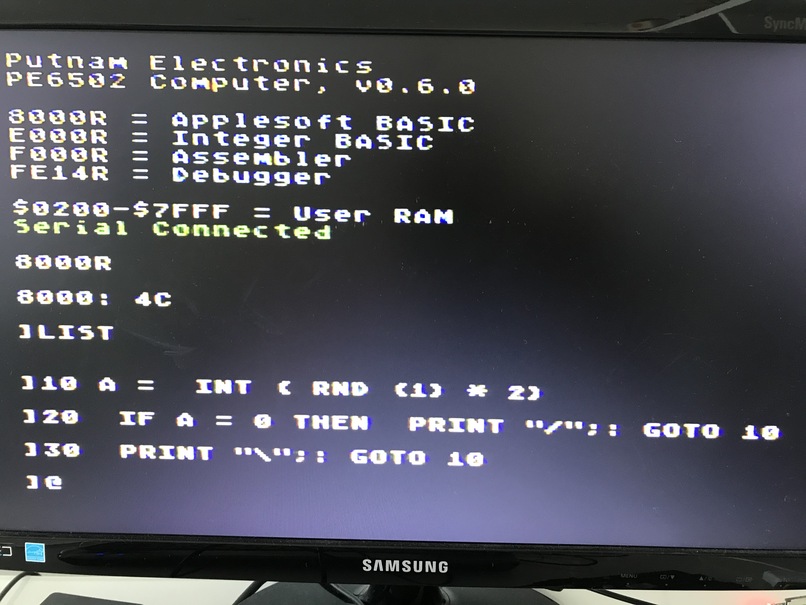 SyncM
Putnam Electronics
PE6502 Computer, v0.6.0
8000R = Applesoft BASIC
E000R = Integer BASIC
F000R = Assembler
FE14R = Debugger
$0200-$7FFF = User RAM
Serial Connected
8000R
8000: 4C
]LIST
]10 A =  INT ( RND (1) * 2)
]20  IF A = 0 THEN  PRINT "/";: GOTO 10
]30  PRINT "\";: GOTO 10
]@
SAMSUNG
MENU